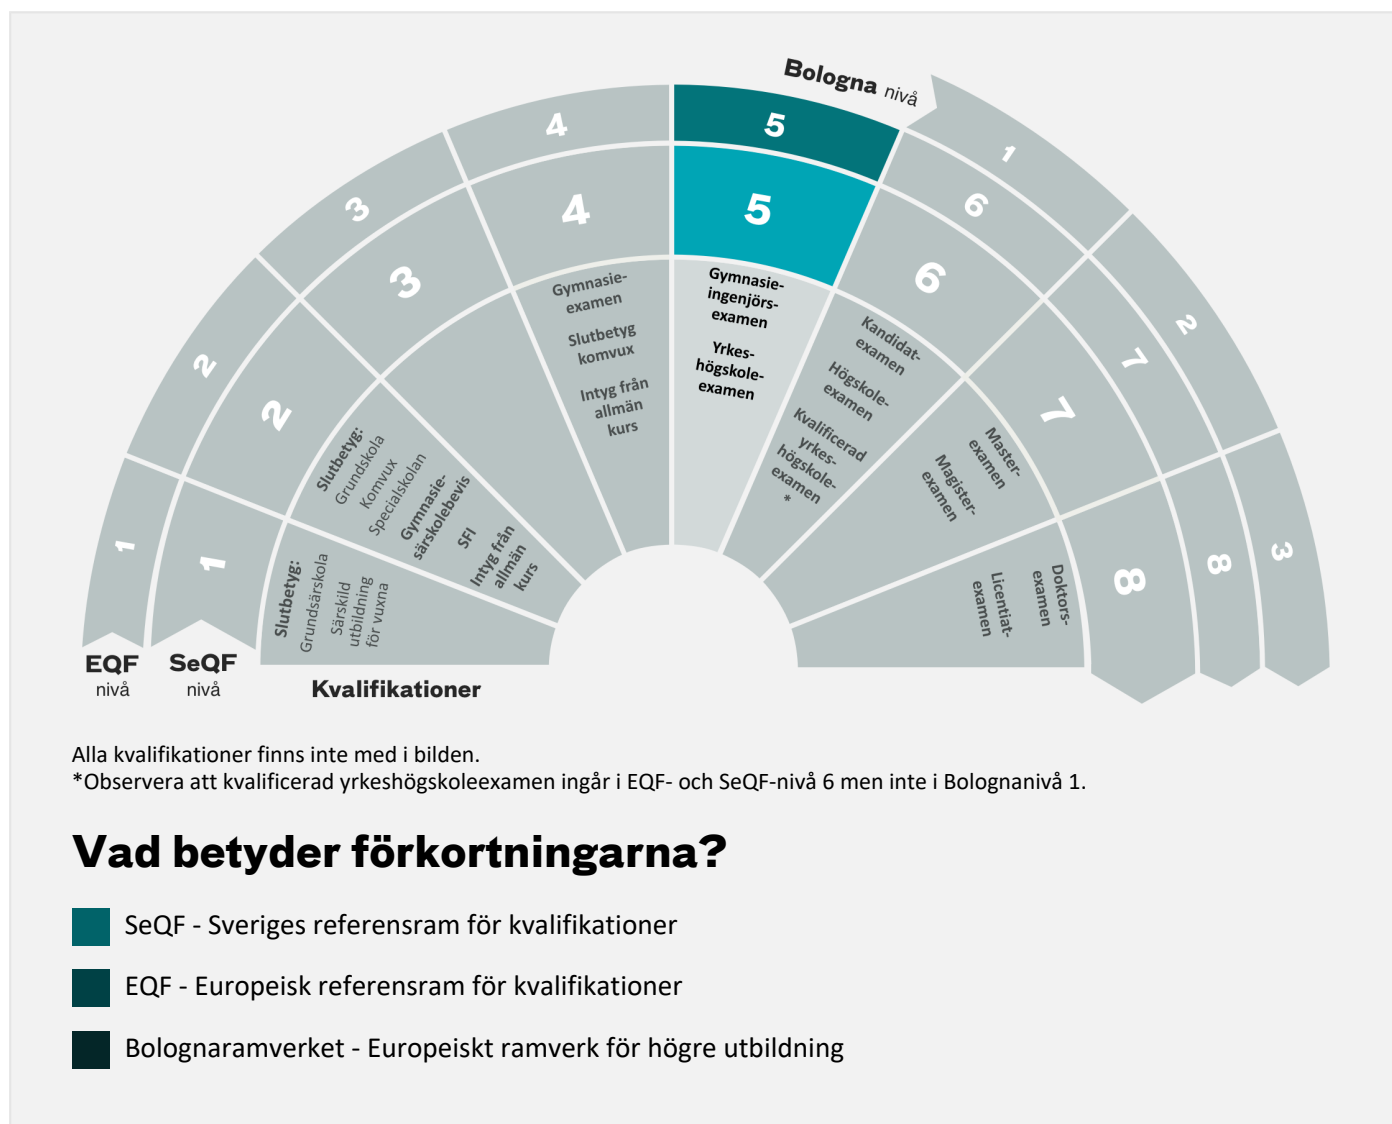 Bologna nivå
1
2
3
1
2
3
4
5
6
7
8
1
2
3
4
5
6
7
8
Slutbetyg:
Grundsärskola
Särskild
utbildning
för vuxna
Slutbetyg:
Grundskola
Komvux
Specialskolan
Gymnasie-
särskolebevis
SFI
Intyg från
allmän
kurs
Gymnasie-
examen
Slutbetyg
komvux
Intyg från
allmän
kurs
Gymnasie-
ingenjörs-
examen
Yrkes-
högskole-
examen
Kandidat-
examen
Högskole-
examen
Kvalificerad
yrkes-
högskole-
examen
*
Master-
examen
Magister-
examen
Doktors-
examen
Licentiat-
examen
EQF
nivå
SeQF
nivå
Kvalifikationer
Alla kvalifikationer finns inte med i bilden.
*Observera att kvalificerad yrkeshögskoleexamen ingår i EQF- och SeQF-nivå 6 men inte i Bolognanivå 1.
Vad betyder förkortningarna?
SeQF - Sveriges referensram för kvalifikationer
EQF - Europeisk referensram för kvalifikationer
Bolognaramverket - Europeiskt ramverk för högre utbildning